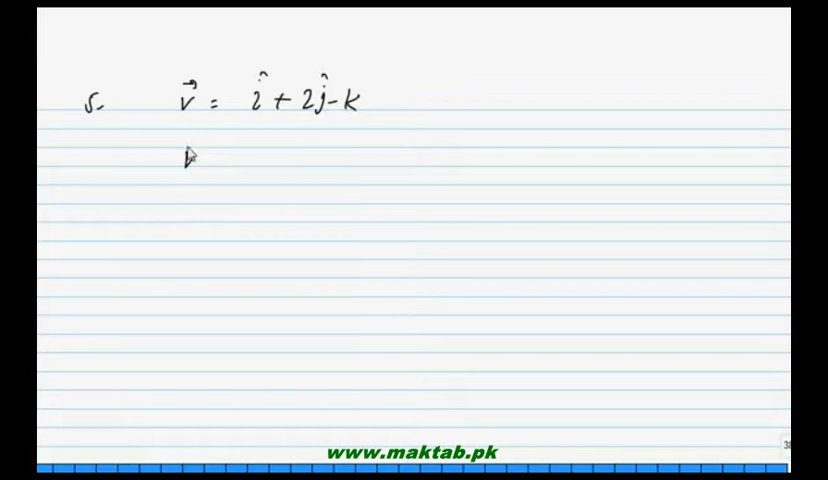 5- v⃗ = î + 2ĵ - k
www.maktab.pk